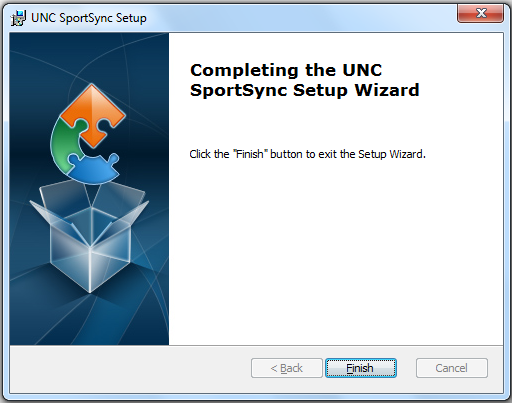 UNC SportSync Setup
Completing the UNC
SportSync Setup Wizard
Click the "Finish" button to exit the Setup Wizard.
< Back
Finish
Cancel